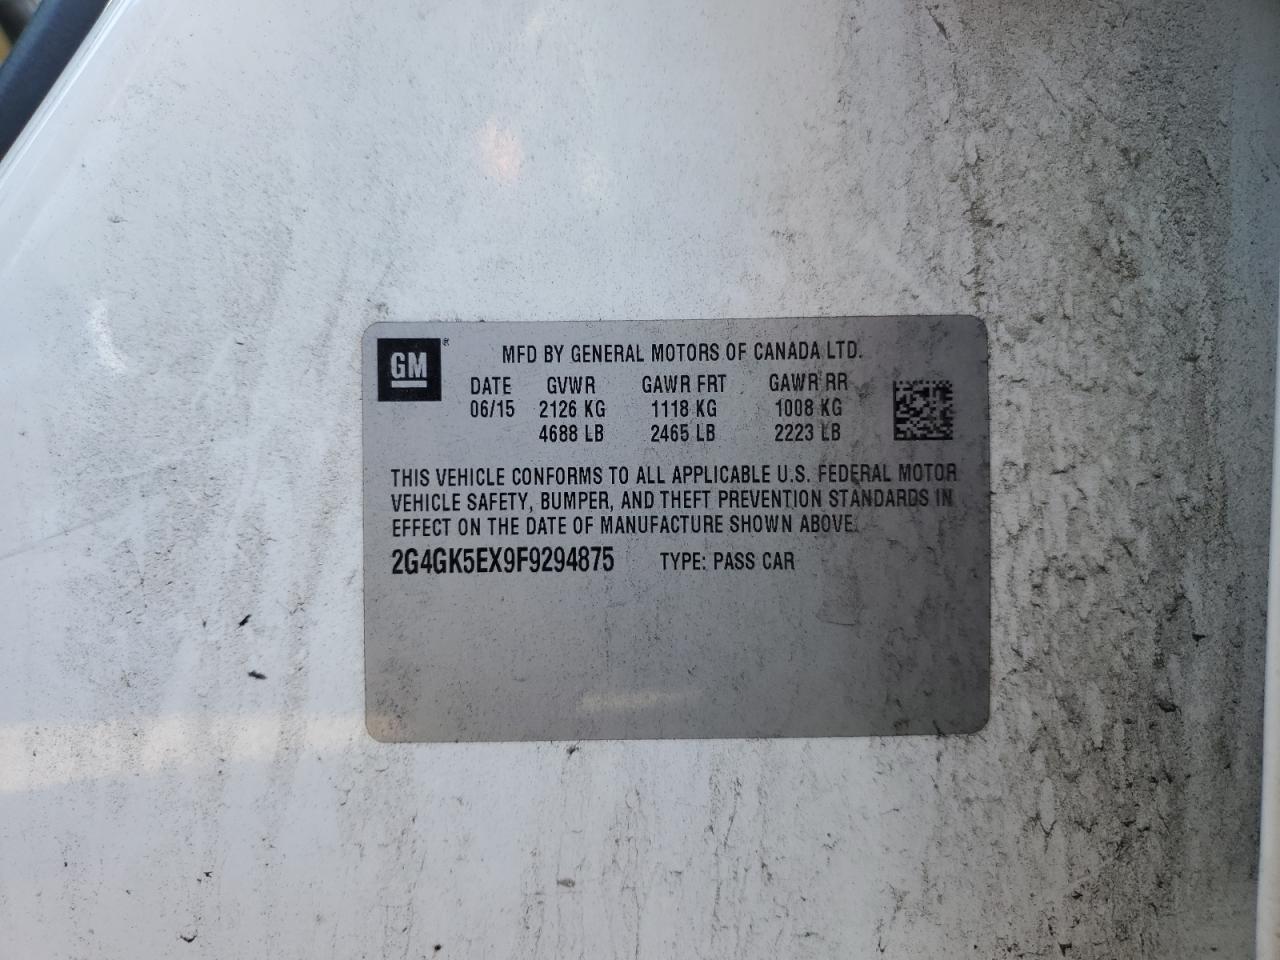 GM ®
MFD BY GENERAL MOTORS OF CANADA LTD.
DATE GVWR GAWR FRT GAWR RR
06/15 2126 KG 1118 KG 1008 KG
4688 LB 2465 LB 2223 LB
THIS VEHICLE CONFORMS TO ALL APPLICABLE U.S. FEDERAL MOTOR
VEHICLE SAFETY, BUMPER, AND THEFT PREVENTION STANDARDS IN
EFFECT ON THE DATE OF MANUFACTURE SHOWN ABOVE.
2G4GK5EX9F9294875 TYPE: PASS CAR